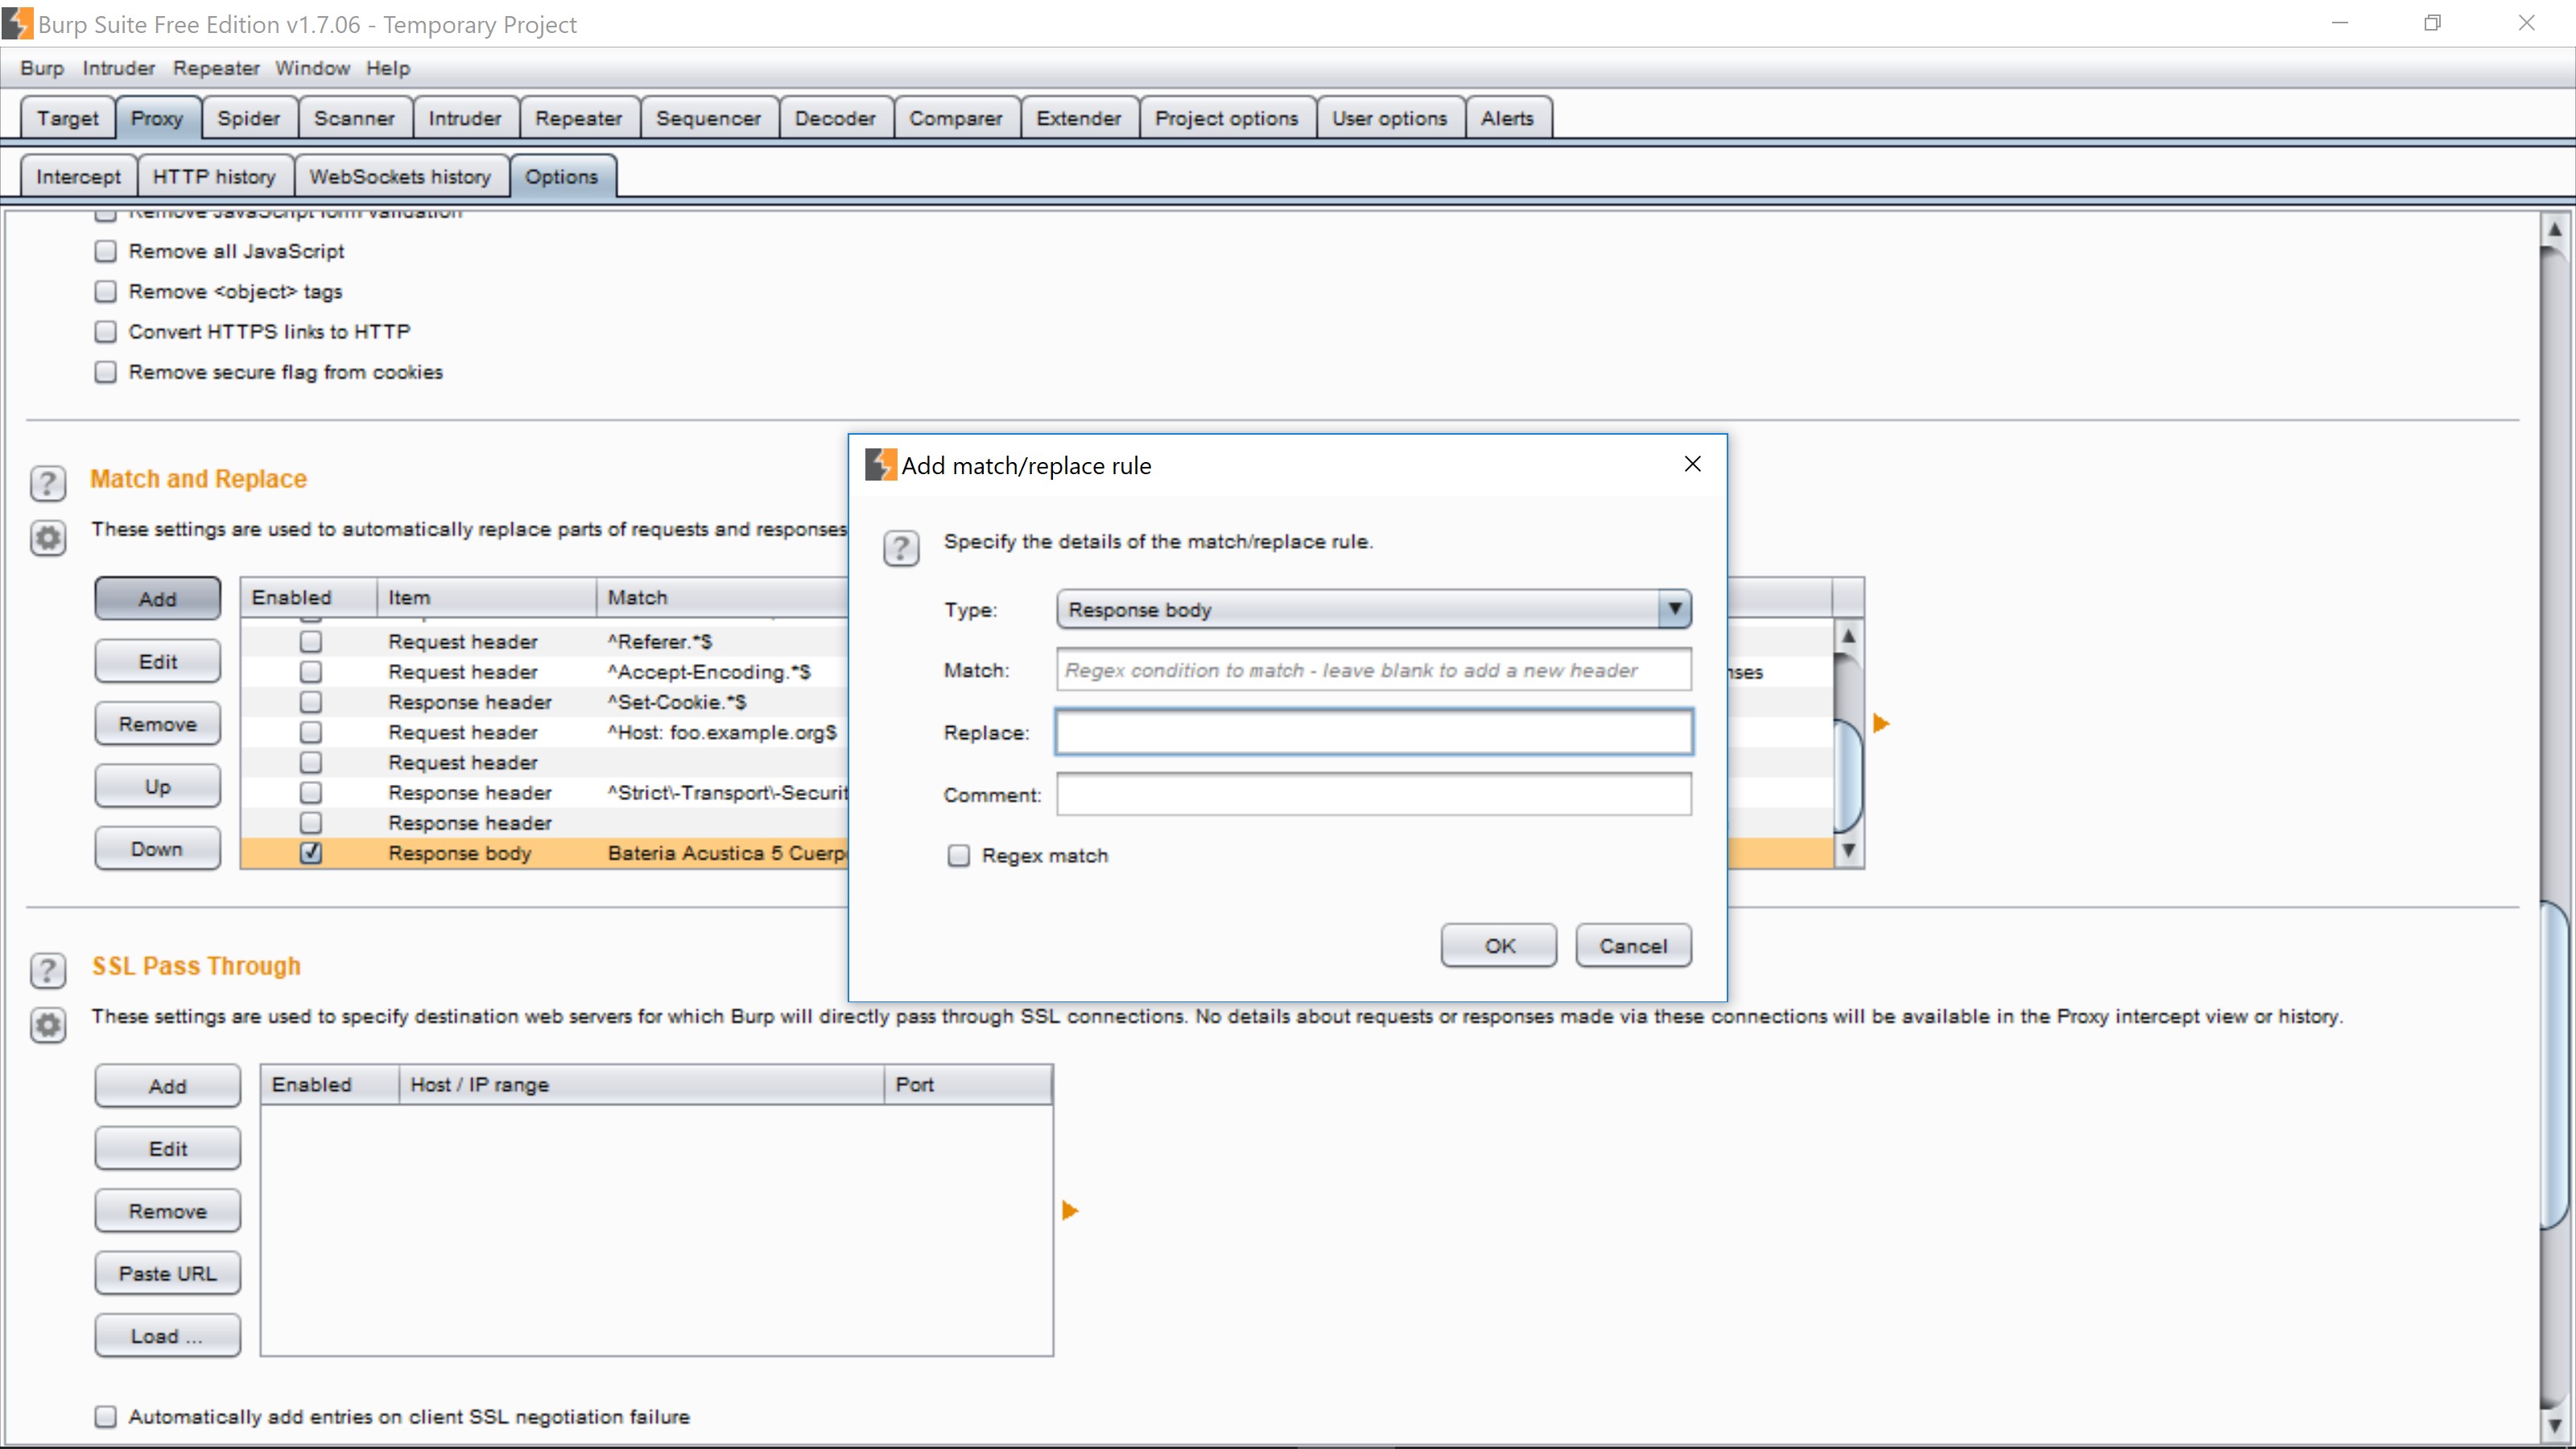 Burp Suite Free Edition v1.7.06 - Temporary Project
Burp Intruder Repeater Window Help
Target Proxy Spider Scanner Intruder Repeater Sequencer Decoder Comparer Extender Project options User options Alerts
Intercept HTTP history WebSockets history Options
Remove JavaScript form validation
Remove all JavaScript
Remove <object> tags
Convert HTTPS links to HTTP
Remove secure flag from cookies
Match and Replace
These settings are used to automatically replace parts of requests and responses
Add
Edit
Remove
Up
Down
Enabled Item Match
Request header ^Referer.*$
Request header ^Accept-Encoding.*$
Response header ^Set-Cookie.*$
Request header ^Host: foo.example.org$
Request header
Response header ^Strict\-Transport\-Securit
Response header
Response body Bateria Acustica 5 Cuerp
Add match/replace rule
Specify the details of the match/replace rule.
Type: Response body
Match: Regex condition to match - leave blank to add a new header
Replace:
Comment:
Regex match
OK Cancel
SSL Pass Through
These settings are used to specify destination web servers for which Burp will directly pass through SSL connections. No details about requests or responses made via these connections will be available in the Proxy intercept view or history.
Add
Edit
Remove
Paste URL
Load ...
Enabled Host / IP range Port
Automatically add entries on client SSL negotiation failure